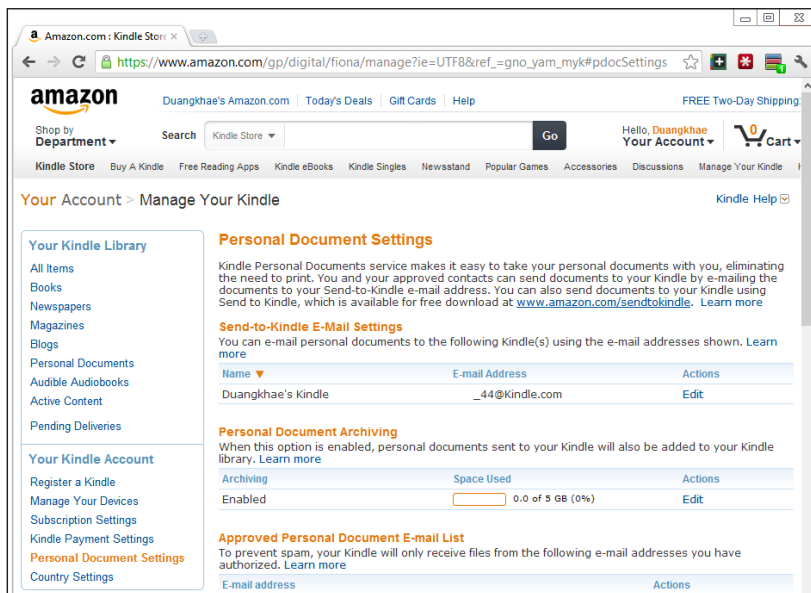 Amazon.com : Kindle Store
https://www.amazon.com/gp/digital/fiona/manage?ie=UTF8&ref_=gno_yam_myk#pdocSettings
amazon
Duangkhae's Amazon.com Today's Deals Gift Cards Help FREE Two-Day Shipping:
Shop by
Department
Search Kindle Store Go
Hello, Duangkhae
Your Account
0
Cart
Kindle Store Buy A Kindle Free Reading Apps Kindle eBooks Kindle Singles Newsstand Popular Games Accessories Discussions Manage Your Kindle
Your Account > Manage Your Kindle
Kindle Help
Your Kindle Library
All Items
Books
Newspapers
Magazines
Blogs
Personal Documents
Audible Audiobooks
Active Content
Pending Deliveries
Your Kindle Account
Register a Kindle
Manage Your Devices
Subscription Settings
Kindle Payment Settings
Personal Document Settings
Country Settings
Personal Document Settings
Kindle Personal Documents service makes it easy to take your personal documents with you, eliminating
the need to print. You and your approved contacts can send documents to your Kindle by e-mailing the
documents to your Send-to-Kindle e-mail address. You can also send documents to your Kindle using
Send to Kindle, which is available for free download at www.amazon.com/sendtokindle. Learn more
Send-to-Kindle E-Mail Settings
You can e-mail personal documents to the following Kindle(s) using the e-mail addresses shown. Learn
more
Name E-mail Address Actions
Duangkhae's Kindle _44@Kindle.com Edit
Personal Document Archiving
When this option is enabled, personal documents sent to your Kindle will also be added to your Kindle
library. Learn more
Archiving Space Used Actions
Enabled 0.0 of 5 GB (0%) Edit
Approved Personal Document E-mail List
To prevent spam, your Kindle will only receive files from the following e-mail addresses you have
authorized. Learn more
E-mail address Actions